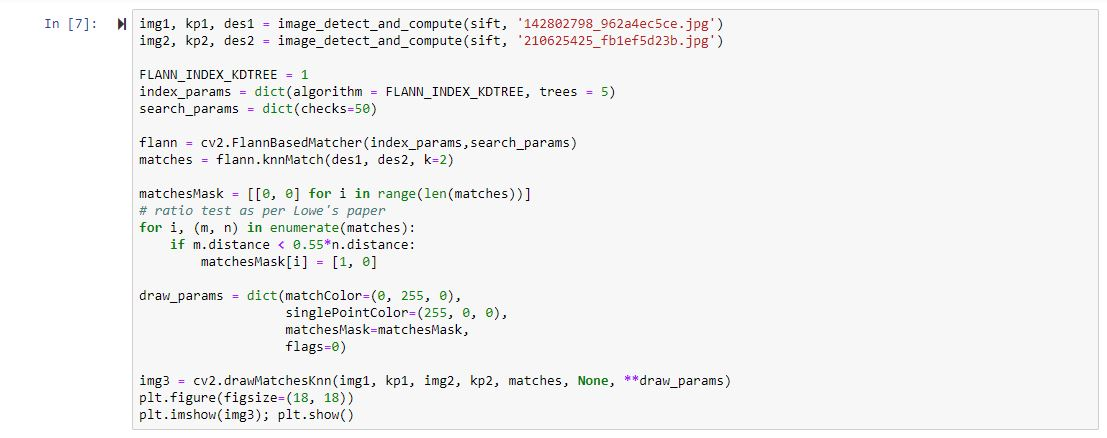 In [7]:
img1, kp1, des1 = image_detect_and_compute(sift, '142802798_962a4ec5ce.jpg')
img2, kp2, des2 = image_detect_and_compute(sift, '210625425_fb1ef5d23b.jpg')

FLANN_INDEX_KDTREE = 1
index_params = dict(algorithm = FLANN_INDEX_KDTREE, trees = 5)
search_params = dict(checks=50)

flann = cv2.FlannBasedMatcher(index_params,search_params)
matches = flann.knnMatch(des1, des2, k=2)

matchesMask = [[0, 0] for i in range(len(matches))]
# ratio test as per Lowe's paper
for i, (m, n) in enumerate(matches):
    if m.distance < 0.55*n.distance:
        matchesMask[i] = [1, 0]

draw_params = dict(matchColor=(0, 255, 0),
                   singlePointColor=(255, 0, 0),
                   matchesMask=matchesMask,
                   flags=0)

img3 = cv2.drawMatchesKnn(img1, kp1, img2, kp2, matches, None, **draw_params)
plt.figure(figsize=(18, 18))
plt.imshow(img3); plt.show()